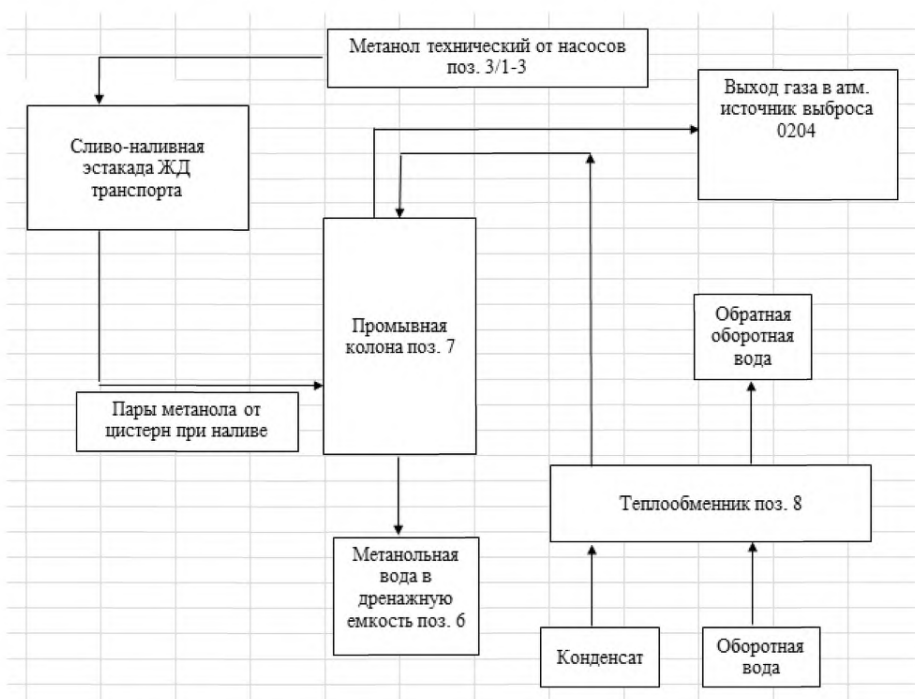 Метанол технический от насосов
поз. 3/1-3
Выход газа в атм.
источник выброса
0204
Сливо-наливная
эстакада ЖД
транспорта
Промывная
колона поз. 7
Обратная
оборотная
вода
Пары метанола от
цистерн при наливе
Теплообменник поз. 8
Метанольная
вода в
дренажную
емкость поз. 6
Конденсат
Оборотная
вода